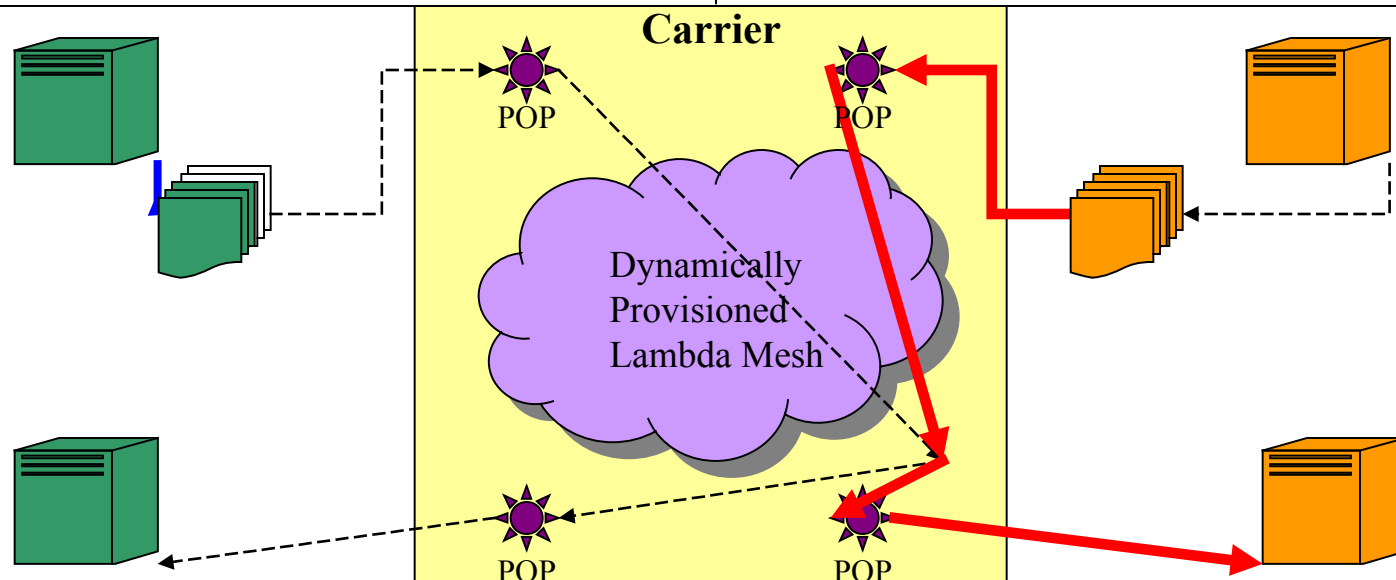 Carrier
POP
POP
Dynamically
Provisioned
Lambda Mesh
POP
POP